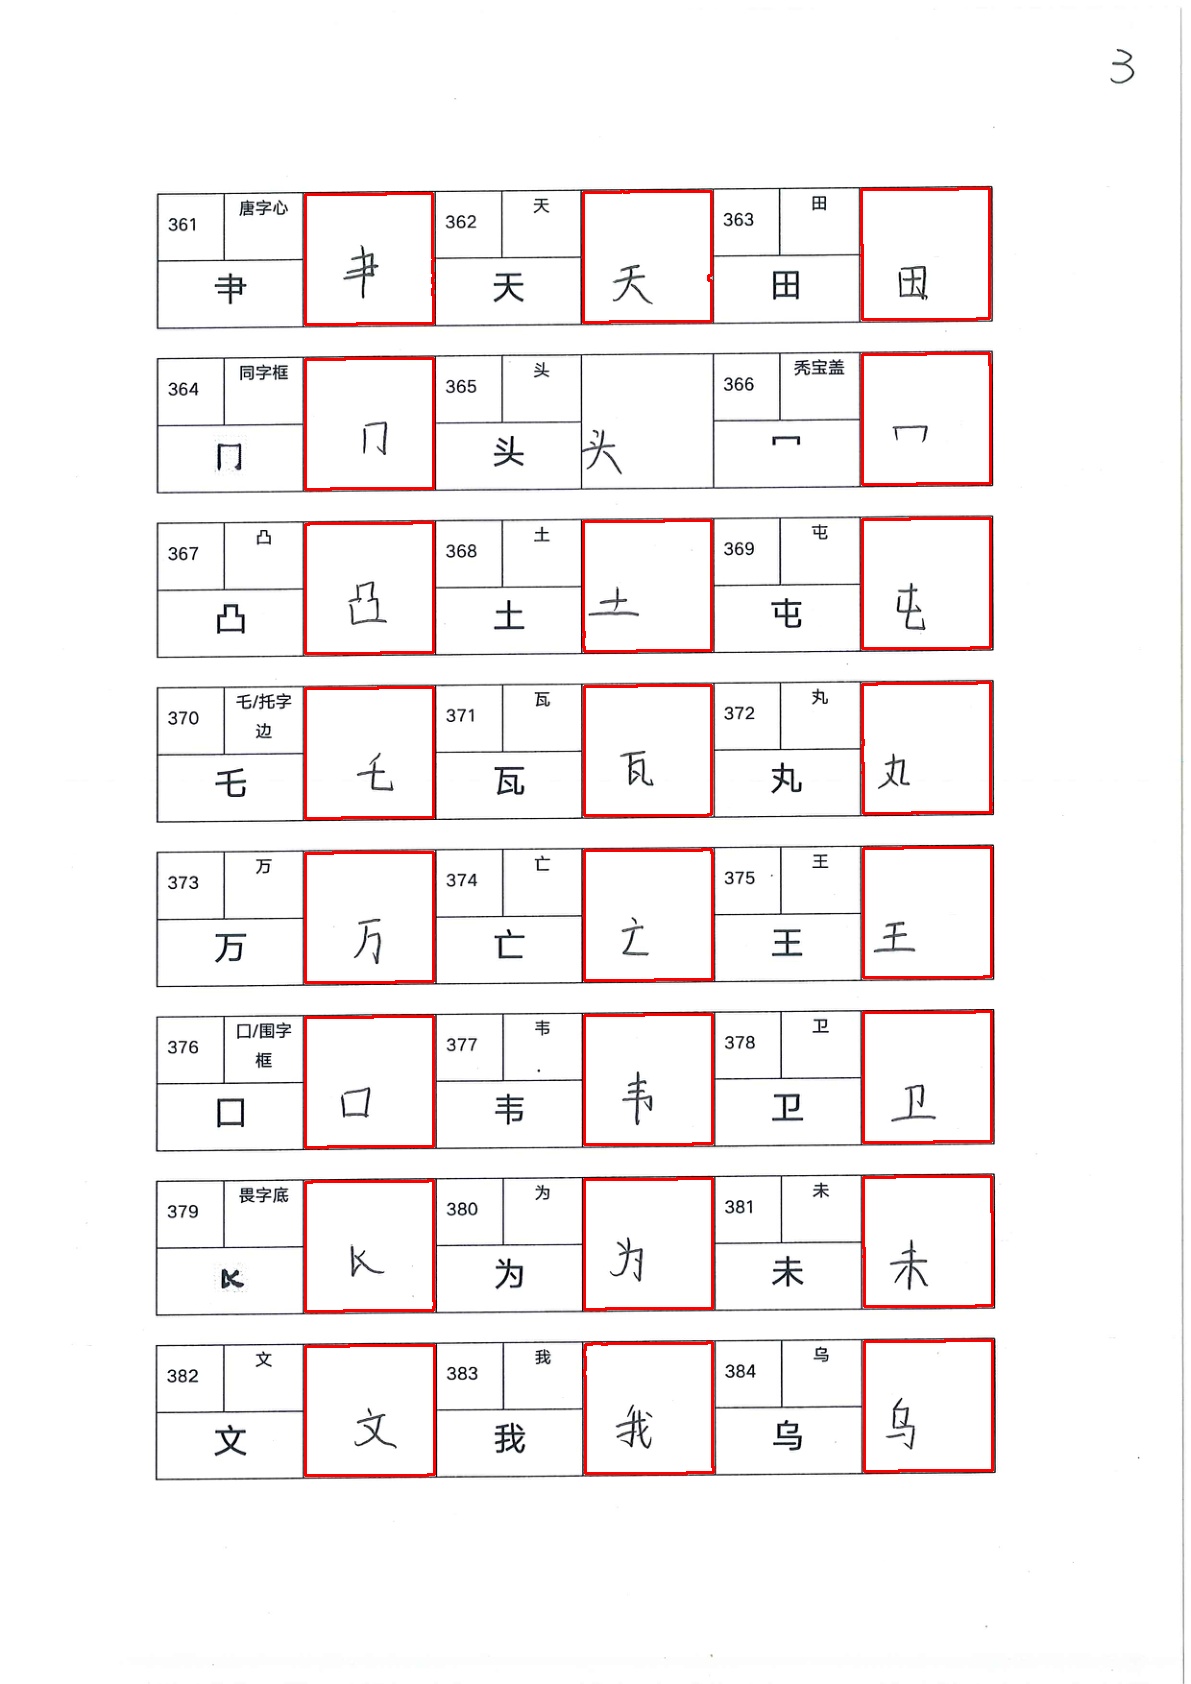 3
361 唐字心 肀 肀 362 天 天 天 363 田 田 田
364 同字框 冂 冂 365 头 头 头 366 秃宝盖 冖 冖
367 凸 凸 凸 368 土 土 土 369 屯 屯 屯
370 乇/托字边 乇 乇 371 瓦 瓦 瓦 372 丸 丸 丸
373 万 万 万 374 亡 亡 亡 375 王 王 王
376 囗/围字框 囗 囗 377 韦 韦 韦 378 卫 卫 卫
379 畏字底 380 为 为 为 381 未 未 未
382 文 文 文 383 我 我 我 384 乌 乌 乌